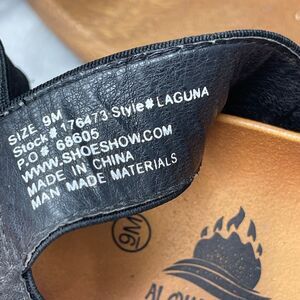 SIZE 9M
Stock# 176473 Style# LAGUNA
P.O# 68605
WWW.SHOESHOW.COM
MADE IN CHINA
MAN MADE MATERIALS
9M